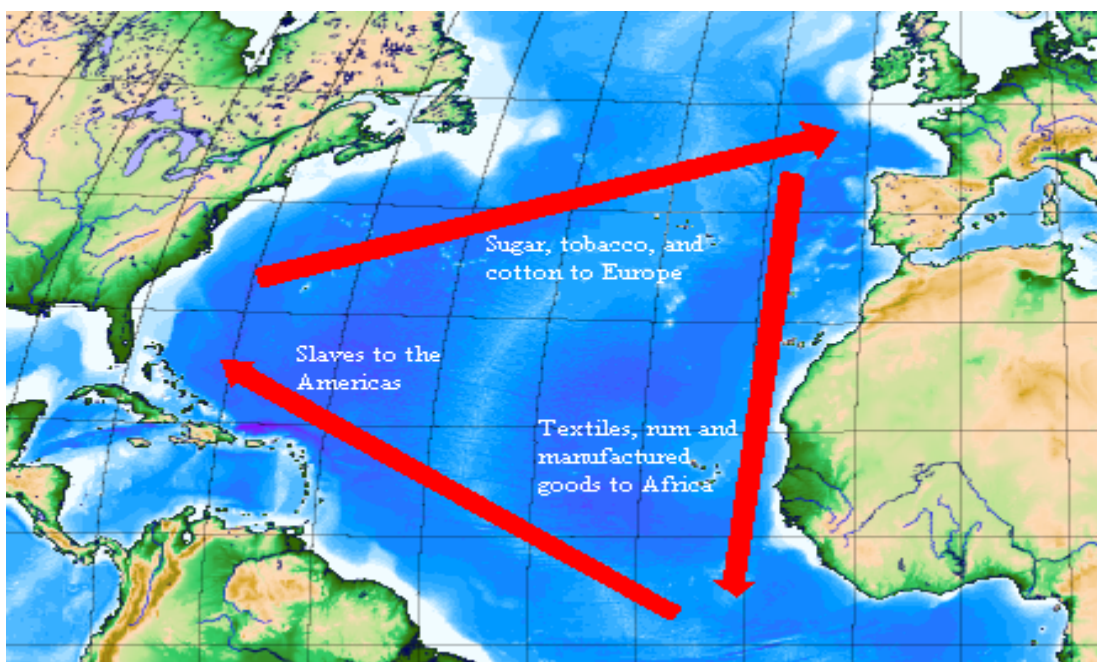 Sugar, tobacco, and
cotton to Europe
Slaves to the
Americas
Textiles, rum and
manufactured
goods to Africa